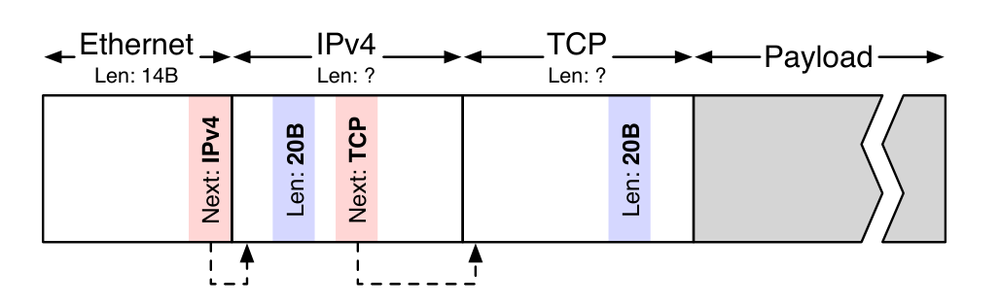 Ethernet
Len: 14B
IPv4
Len: ?
TCP
Len: ?
Payload
Next: IPv4
Len: 20B
Next: TCP
Len: 20B